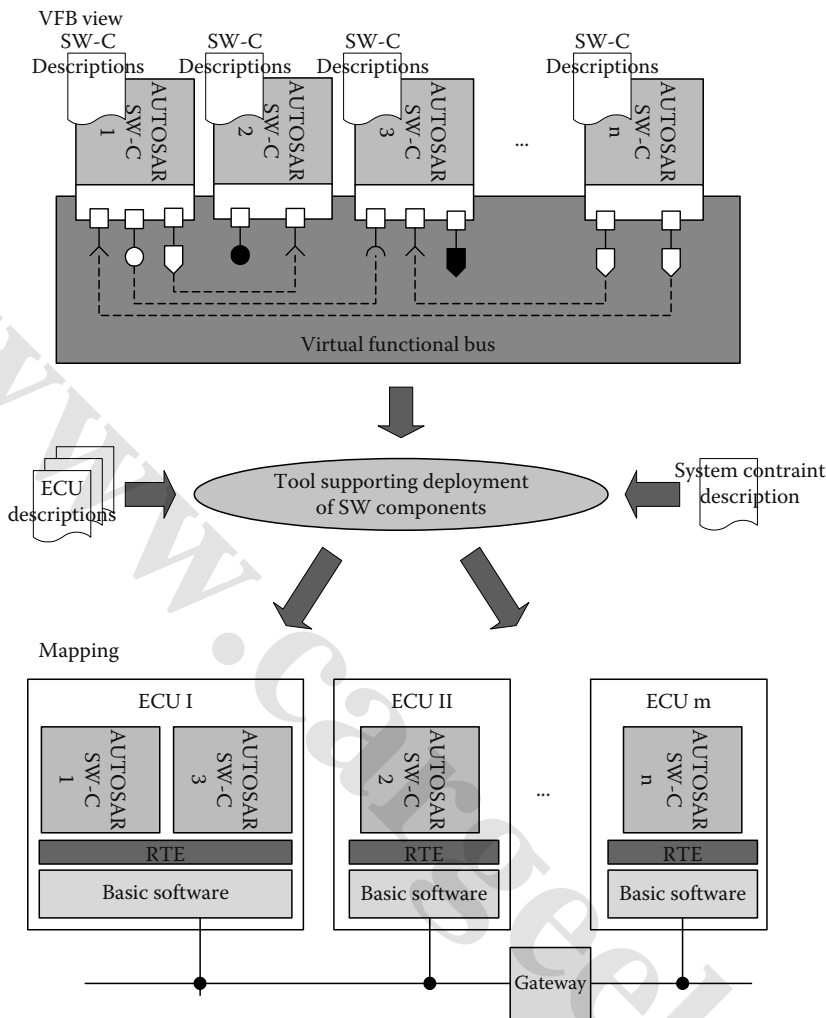 VFB view
SW-C
Descriptions
SW-C
Descriptions
SW-C
Descriptions
SW-C
Descriptions
AUTOSAR
SW-C
1
AUTOSAR
SW-C
2
AUTOSAR
SW-C
3
...
AUTOSAR
SW-C
n
Virtual functional bus
ECU
descriptions
Tool supporting deployment
of SW components
System contraint
description
Mapping
ECU I
ECU II
ECU m
AUTOSAR
SW-C
1
AUTOSAR
SW-C
3
AUTOSAR
SW-C
2
...
AUTOSAR
SW-C
n
RTE
RTE
RTE
Basic software
Basic software
Basic software
Gateway